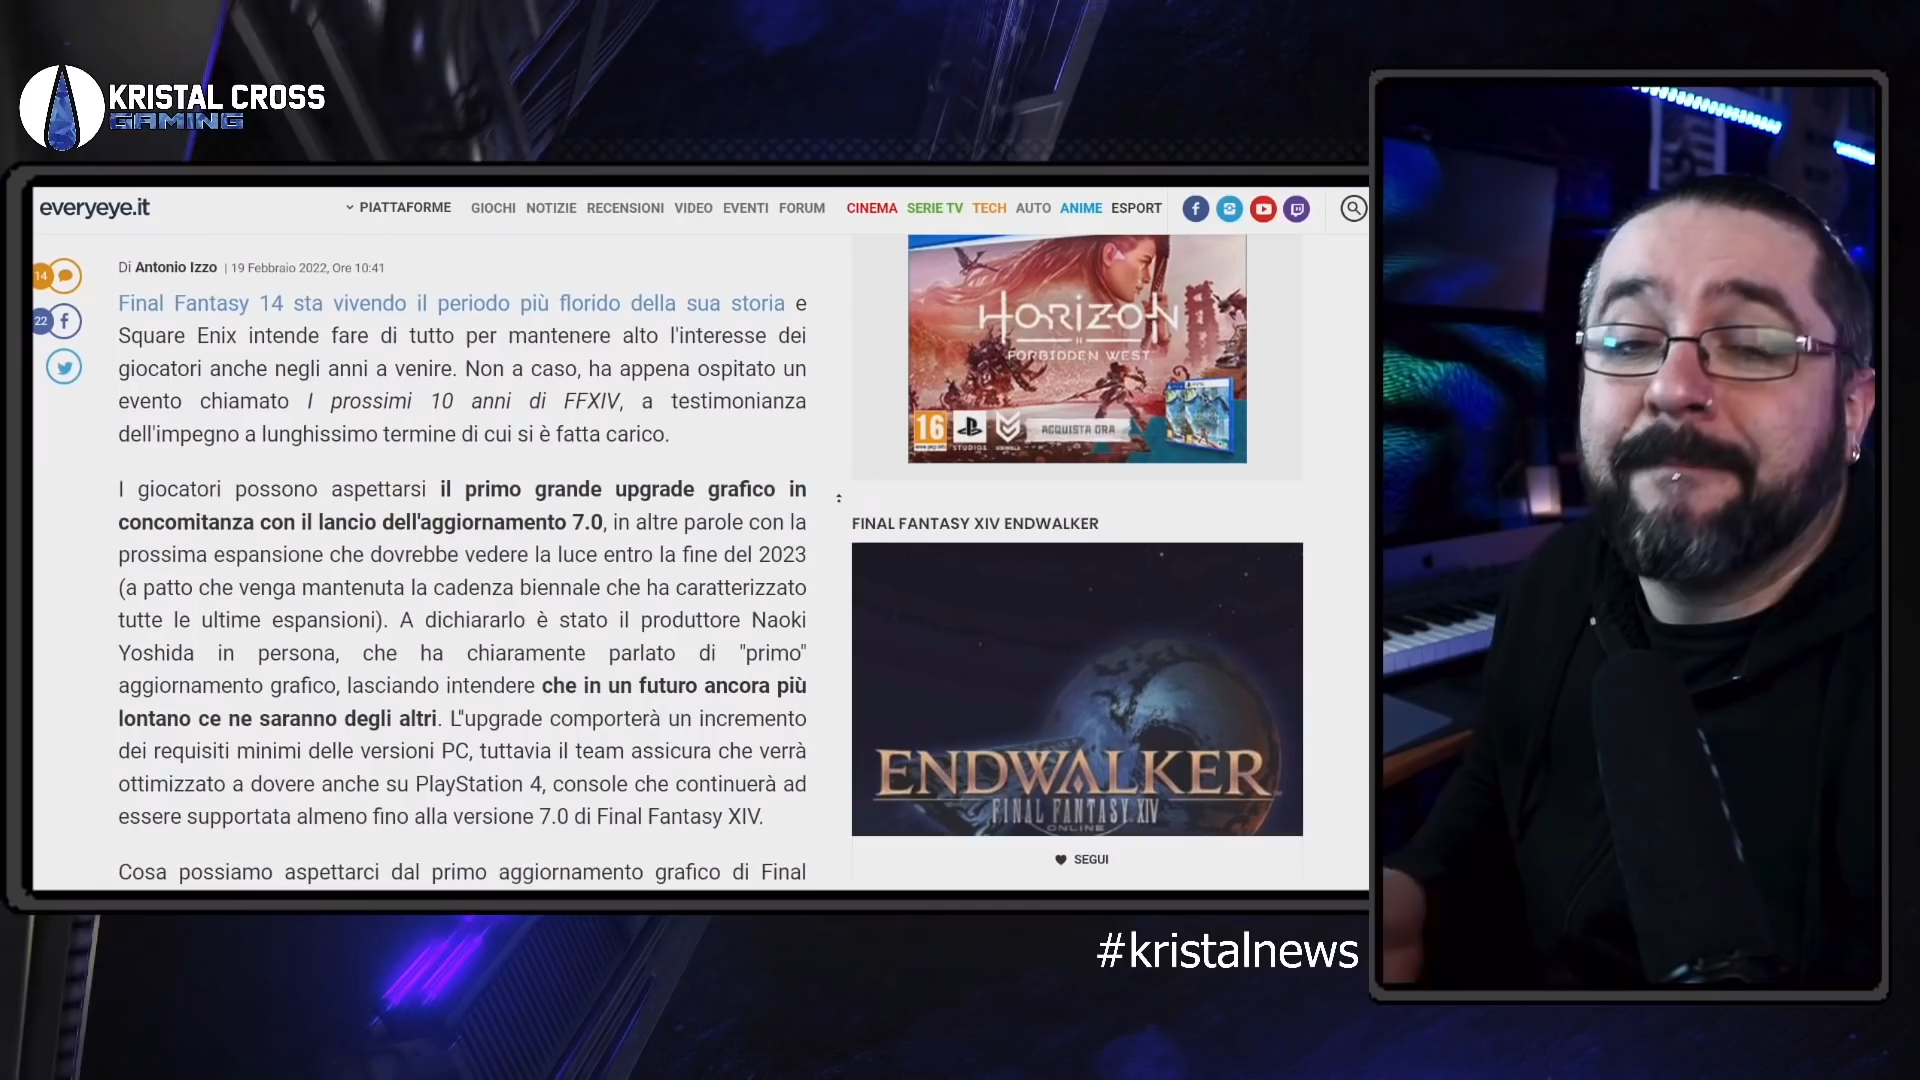 KRISTAL CROSS
GAMING
everyeye.it
PIATTAFORME
GIOCHI NOTIZIE RECENSIONI VIDEO EVENTI FORUM
CINEMA SERIE TV TECH AUTO ANIME ESPORT
14
22
Di Antonio Izzo | 19 Febbraio 2022, Ore 10:41
Final Fantasy 14 sta vivendo il periodo più florido della sua storia e
Square Enix intende fare di tutto per mantenere alto l'interesse dei
giocatori anche negli anni a venire. Non a caso, ha appena ospitato un
evento chiamato I prossimi 10 anni di FFXIV, a testimonianza
dell'impegno a lunghissimo termine di cui si è fatta carico.
I giocatori possono aspettarsi il primo grande upgrade grafico in
concomitanza con il lancio dell'aggiornamento 7.0, in altre parole con la
prossima espansione che dovrebbe vedere la luce entro la fine del 2023
(a patto che venga mantenuta la cadenza biennale che ha caratterizzato
tutte le ultime espansioni). A dichiararlo è stato il produttore Naoki
Yoshida in persona, che ha chiaramente parlato di "primo"
aggiornamento grafico, lasciando intendere che in un futuro ancora più
lontano ce ne saranno degli altri. L''upgrade comporterà un incremento
dei requisiti minimi delle versioni PC, tuttavia il team assicura che verrà
ottimizzato a dovere anche su PlayStation 4, console che continuerà ad
essere supportata almeno fino alla versione 7.0 di Final Fantasy XIV.
Cosa possiamo aspettarci dal primo aggiornamento grafico di Final
HORIZON
II
FORBIDDEN WEST
16
STUDIOS
ACQUISTA ORA
FINAL FANTASY XIV ENDWALKER
ENDWALKER
FINAL FANTASY XIV
ONLINE
SEGUI
#kristalnews